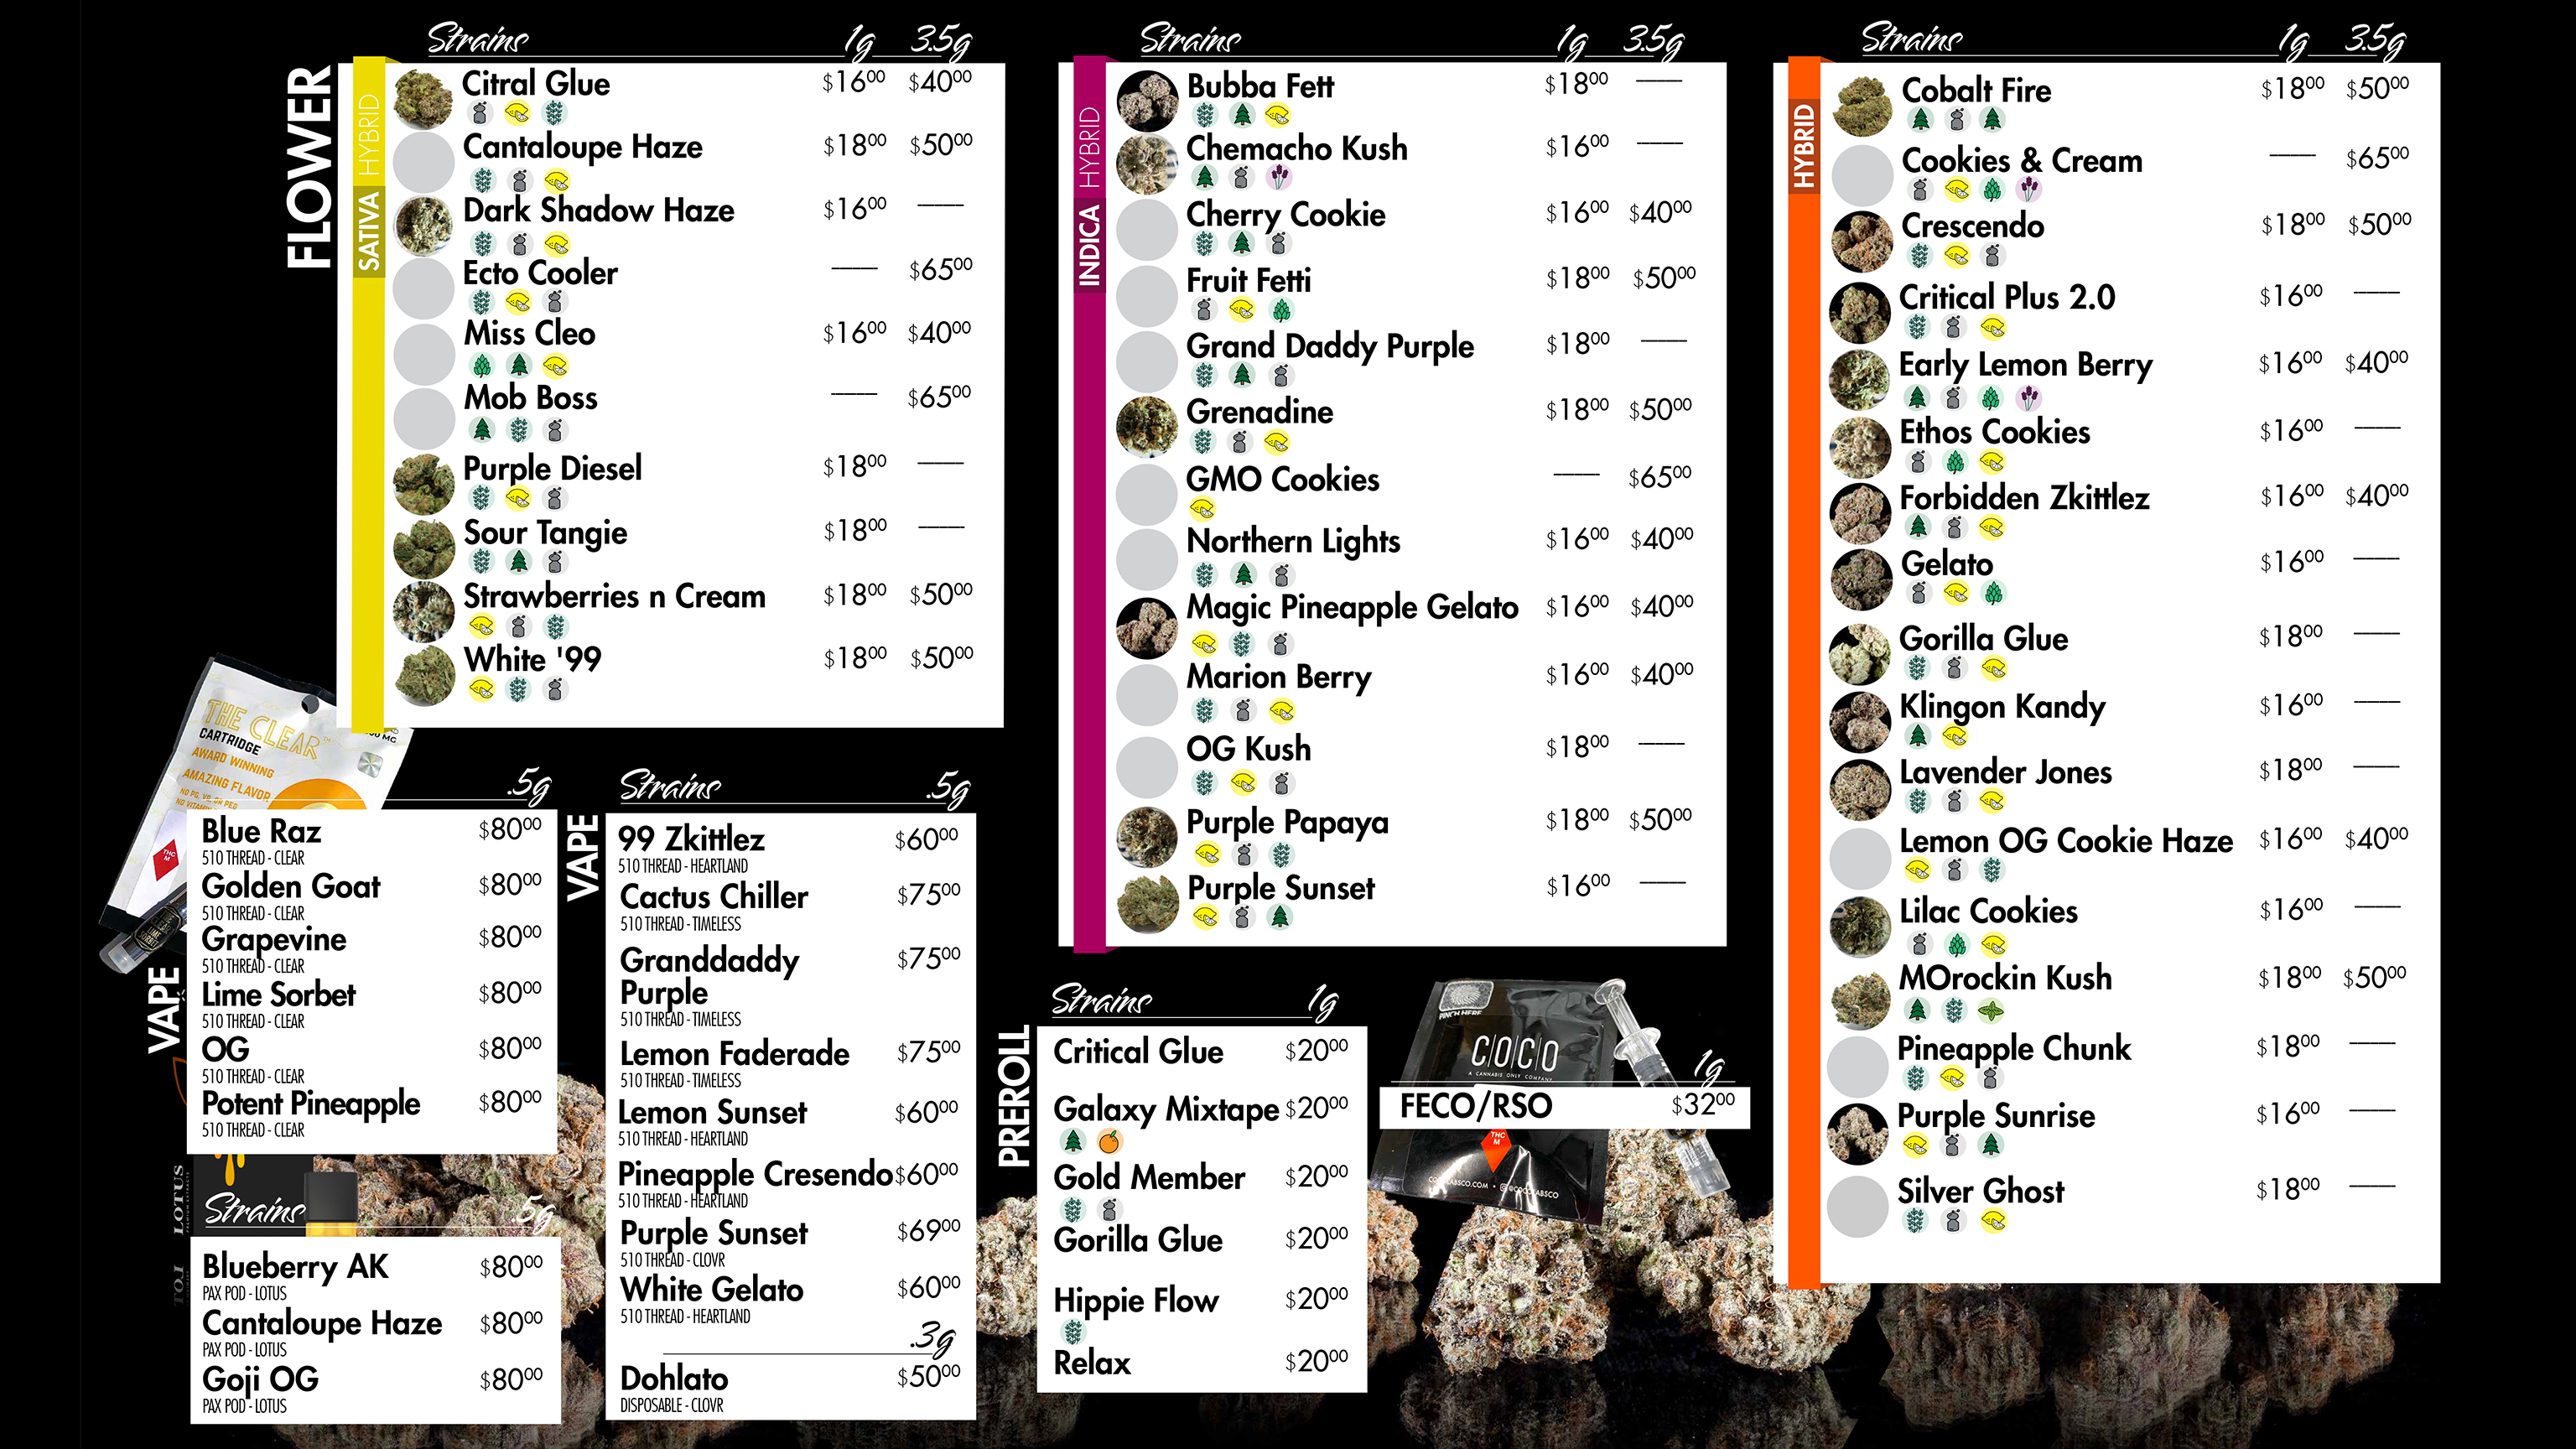 FLOWER
SATIVA HYBRID
Strains 1g 3.5g
Citral Glue $16.00 $40.00
Cantaloupe Haze $18.00 $50.00
Dark Shadow Haze $16.00 ——
Ecto Cooler —— $65.00
Miss Cleo $16.00 $40.00
Mob Boss —— $65.00
Purple Diesel $18.00 ——
Sour Tangie $18.00 ——
Strawberries n Cream $18.00 $50.00
White '99 $18.00 $50.00
INDICA HYBRID
Strains 1g 3.5g
Bubba Fett $18.00 ——
Chemacho Kush $16.00 ——
Cherry Cookie $16.00 $40.00
Fruit Fetti $18.00 $50.00
Grand Daddy Purple $18.00 ——
Grenadine $18.00 $50.00
GMO Cookies —— $65.00
Northern Lights $16.00 $40.00
Magic Pineapple Gelato $16.00 $40.00
Marion Berry $16.00 $40.00
OG Kush $18.00 ——
Purple Papaya $18.00 $50.00
Purple Sunset $16.00 ——
HYBRID
Strains 1g 3.5g
Cobalt Fire $18.00 $50.00
Cookies & Cream —— $65.00
Crescendo $18.00 $50.00
Critical Plus 2.0 $16.00 ——
Early Lemon Berry $16.00 $40.00
Ethos Cookies $16.00 ——
Forbidden Zkittlez $16.00 $40.00
Gelato $16.00 ——
Gorilla Glue $18.00 ——
Klingon Kandy $16.00 ——
Lavender Jones $18.00 ——
Lemon OG Cookie Haze $16.00 $40.00
Lilac Cookies $16.00 ——
MOrockin Kush $18.00 $50.00
Pineapple Chunk $18.00 ——
Purple Sunrise $16.00 ——
Silver Ghost $18.00 ——
THE CLEAR
CARTRIDGE
AWARD WINNING
AMAZING FLAVOR
NO PG, VG, OR PEG
THC
M
VAPE
.5g
Blue Raz $80.00
510 THREAD - CLEAR
Golden Goat $80.00
510 THREAD - CLEAR
Grapevine $80.00
510 THREAD - CLEAR
Lime Sorbet $80.00
510 THREAD - CLEAR
OG $80.00
510 THREAD - CLEAR
Potent Pineapple $80.00
510 THREAD - CLEAR
LOTUS
Strains .5g
Blueberry AK $80.00
PAX POD - LOTUS
Cantaloupe Haze $80.00
PAX POD - LOTUS
Goji OG $80.00
PAX POD - LOTUS
VAPE
Strains .5g
99 Zkittlez $60.00
510 THREAD - HEARTLAND
Cactus Chiller $75.00
510 THREAD - TIMELESS
Granddaddy $75.00
Purple
510 THREAD - TIMELESS
Lemon Faderade $75.00
510 THREAD - TIMELESS
Lemon Sunset $60.00
510 THREAD - HEARTLAND
Pineapple Cresendo $60.00
510 THREAD - HEARTLAND
Purple Sunset $69.00
510 THREAD - CLOVR
White Gelato $60.00
510 THREAD - HEARTLAND
.3g
Dohlato $50.00
DISPOSABLE - CLOVR
PREROLL
Strains 1g
Critical Glue $20.00
Galaxy Mixtape $20.00
Gold Member $20.00
Gorilla Glue $20.00
Hippie Flow $20.00
Relax $20.00
PINCH HERE
COCO
A CANNABIS ONLY COMPANY
1g
FECO/RSO $32.00
THC
M